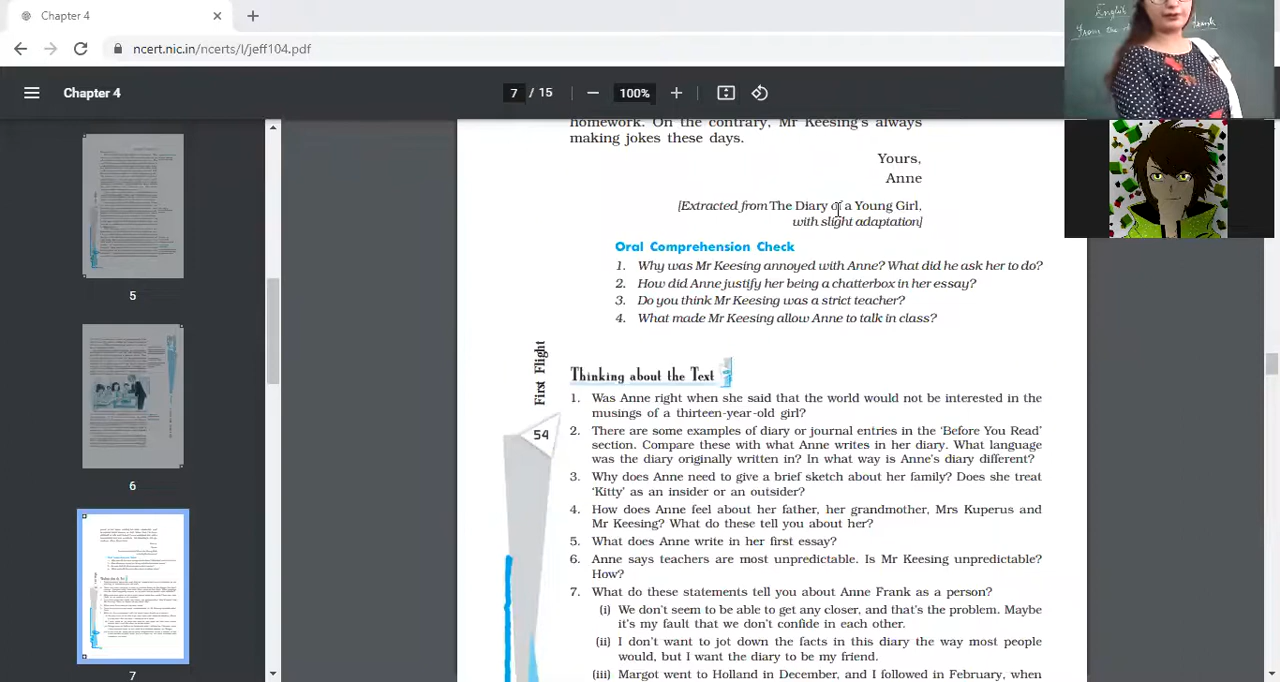 Chapter 4
ncert.nic.in/ncerts/l/jeff104.pdf
Chapter 4
7 / 15
100%
English
From the
Frank
5
6
7
homework. On the contrary, Mr Keesing's always
making jokes these days.
Yours,
Anne
[Extracted from The Diary of a Young Girl,
with slight adaptation]
Oral Comprehension Check
1. Why was Mr Keesing annoyed with Anne? What did he ask her to do?
2. How did Anne justify her being a chatterbox in her essay?
3. Do you think Mr Keesing was a strict teacher?
4. What made Mr Keesing allow Anne to talk in class?
First Flight
54
Thinking about the Text
1. Was Anne right when she said that the world would not be interested in the
musings of a thirteen-year-old girl?
2. There are some examples of diary or journal entries in the ‘Before You Read’
section. Compare these with what Anne writes in her diary. What language
was the diary originally written in? In what way is Anne's diary different?
3. Why does Anne need to give a brief sketch about her family? Does she treat
‘Kitty’ as an insider or an outsider?
4. How does Anne feel about her father, her grandmother, Mrs Kuperus and
Mr Keesing? What do these tell you about her?
5. What does Anne write in her first essay?
Anne says teachers are most unpredictable. Is Mr Keesing unpredictable?
How?
7. What do these statements tell you about Anne Frank as a person?
(i) We don't seem to be able to get any closer, and that's the problem. Maybe
it's my fault that we don't confide in each other.
(ii) I don't want to jot down the facts in this diary the way most people
would, but I want the diary to be my friend.
(iii) Margot went to Holland in December, and I followed in February, when